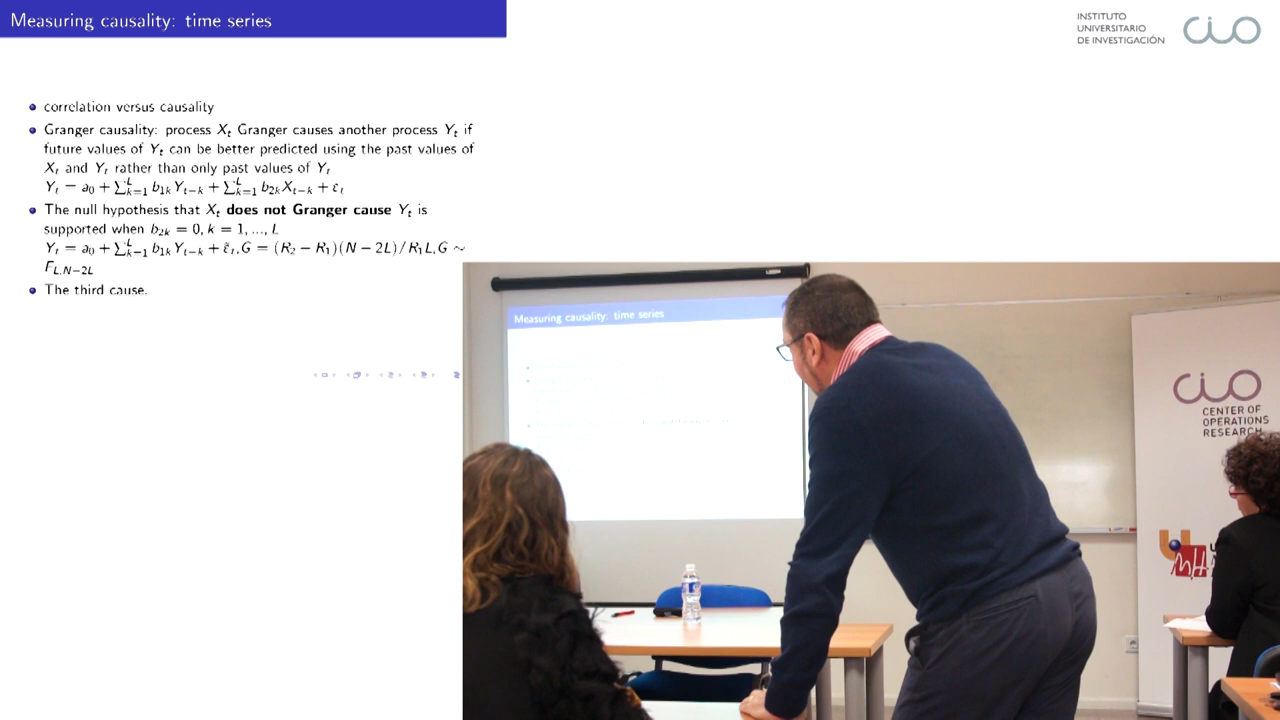 Measuring causality: time series
INSTITUTO
UNIVERSITARIO
DE INVESTIGACIÓN
cio
correlation versus causality
Granger causality: process X_t Granger causes another process Y_t if
future values of Y_t can be better predicted using the past values of
X_t and Y_t rather than only past values of Y_t
Y_t = a_0 + ∑_{k=1}^{L} b_{1k} Y_{t−k} + ∑_{k=1}^{L} b_{2k} X_{t−k} + ε_t
The null hypothesis that X_t does not Granger cause Y_t is
supported when b_{2k} = 0, k = 1, ..., L
Y_t = a_0 + ∑_{k=1}^{L} b_{1k} Y_{t−k} + ε̃_t, G = (R_2 − R_1)(N − 2L)/R_1 L, G ∼
F_{L,N−2L}
The third cause.
Measuring causality: time series
cio
CENTER OF
OPERATIONS
RESEARCH